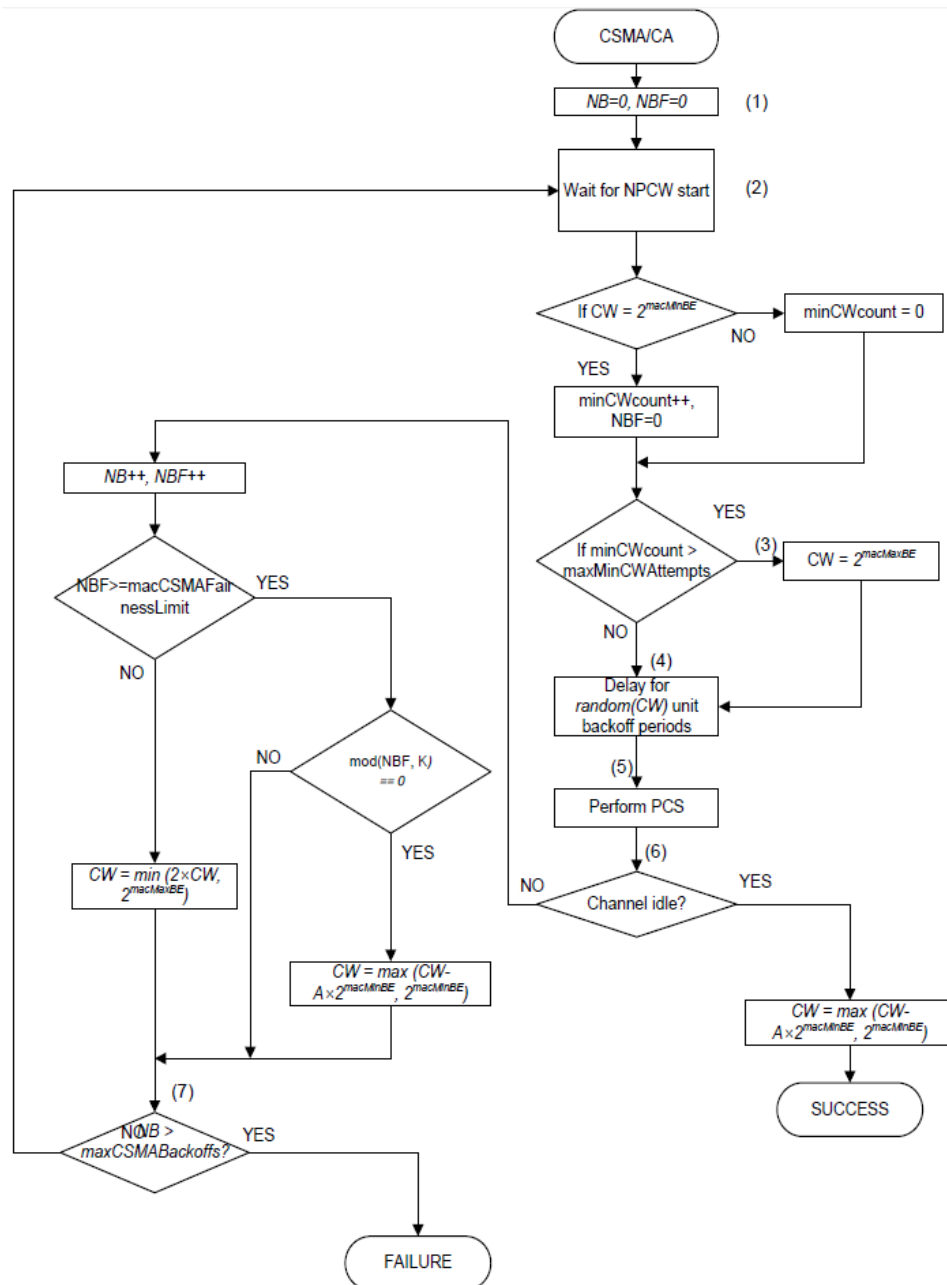 CSMA/CA
NB=0, NBF=0
(1)
Wait for NPCW start
(2)
If CW = 2^macMinBE
NO
minCWcount = 0
YES
minCWcount++,
NBF=0
NB++, NBF++
YES
If minCWcount >
maxMinCWAttempts
(3)
CW = 2^macMaxBE
NO
NBF>=macCSMAFai
rnessLimit
YES
NO
(4)
Delay for
random(CW) unit
backoff periods
mod(NBF, K)
== 0
NO
YES
(5)
Perform PCS
(6)
Channel idle?
NO
YES
CW = min (2×CW,
2^macMaxBE)
CW = max (CW-
A×2^macMinBE, 2^macMinBE)
CW = max (CW-
A×2^macMinBE, 2^macMinBE)
SUCCESS
(7)
NO
NB >
maxCSMABackoffs?
YES
FAILURE